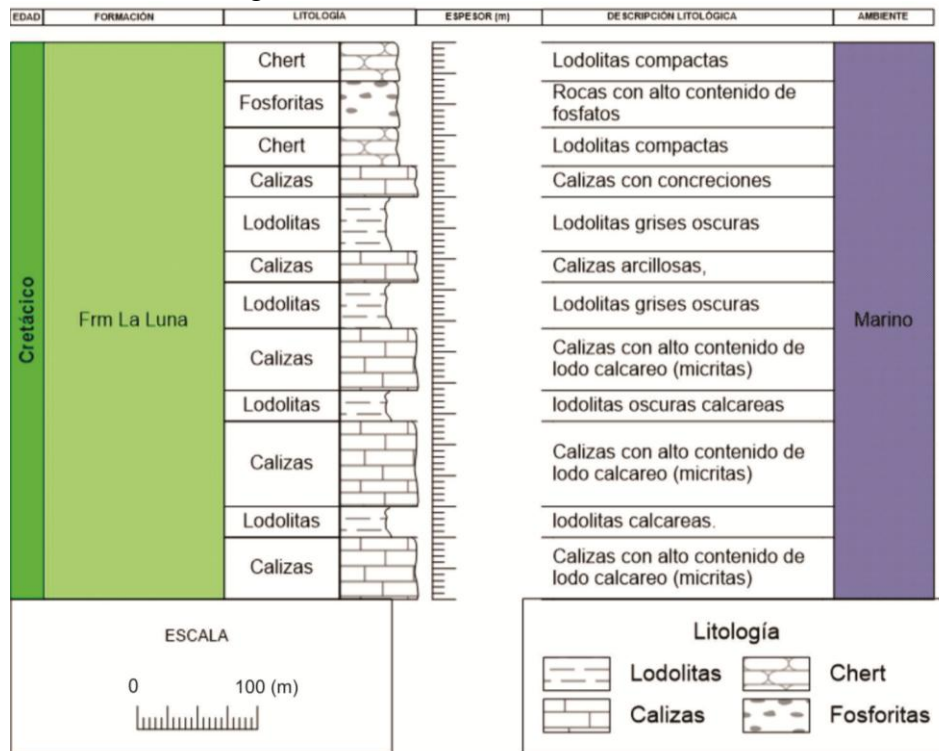 EDAD FORMACIÓN LITOLOGÍA ESPESOR (m) DESCRIPCIÓN LITOLÓGICA AMBIENTE
Cretácico
Frm La Luna
Chert
Lodolitas compactas
Fosforitas
Rocas con alto contenido de
fosfatos
Chert
Lodolitas compactas
Calizas
Calizas con concreciones
Lodolitas
Lodolitas grises oscuras
Calizas
Calizas arcillosas,
Lodolitas
Lodolitas grises oscuras
Marino
Calizas
Calizas con alto contenido de
lodo calcareo (micritas)
Lodolitas
lodolitas oscuras calcareas
Calizas
Calizas con alto contenido de
lodo calcareo (micritas)
Lodolitas
lodolitas calcareas.
Calizas
Calizas con alto contenido de
lodo calcareo (micritas)
ESCALA
0 100 (m)
Litología
Lodolitas Chert
Calizas Fosforitas